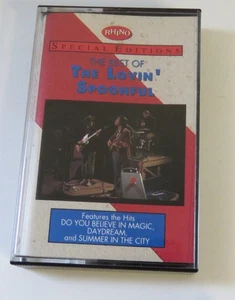 RHINO
SPECIAL EDITIONS
THE BEST OF
THE LOVIN'
SPOONFUL
Features the Hits
DO YOU BELIEVE IN MAGIC,
DAYDREAM,
and SUMMER IN THE CITY